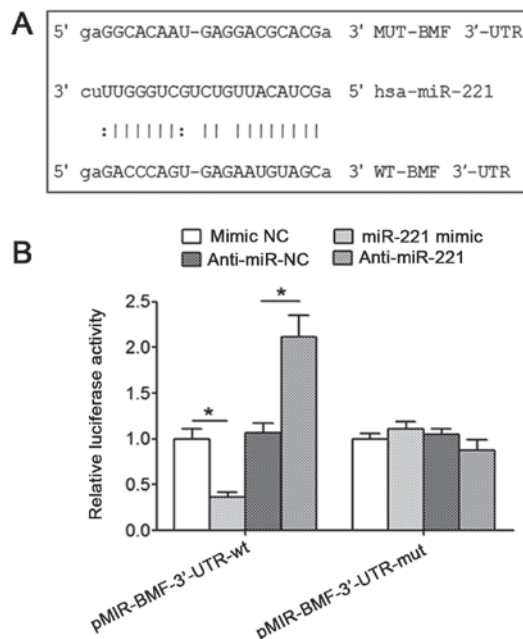 A
5' gaGGCACAAU-GAGGACGCACGa 3' MUT-BMF 3'-UTR
3' cuUUGGGUCGUCUGUUACAUCGa 5' hsa-miR-221
:||||||: || ||||||||
5' gaGACCCAGU-GAGAAUGUAGCa 3' WT-BMF 3'-UTR
B
Mimic NC
miR-221 mimic
Anti-miR-NC
Anti-miR-221
Relative luciferase activity
2.5
2.0
1.5
1.0
0.5
0.0
*
*
pMIR-BMF-3'-UTR-wt
pMIR-BMF-3'-UTR-mut